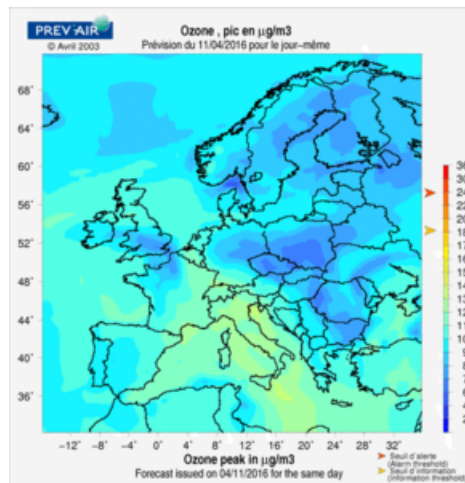 PREV'AIR
© Avril 2003
Ozone , pic en µg/m3
Prévision du 11/04/2016 pour le jour-même
68°
64°
60°
56°
52°
48°
44°
40°
36°
−12° −8° −4° 0° 4° 8° 12° 16° 20° 24° 28° 32°
Ozone peak in µg/m3
Forecast issued on 04/11/2016 for the same day
Seuil d'alerte
(Alarm threshold)
Seuil d'information
(Information threshold)